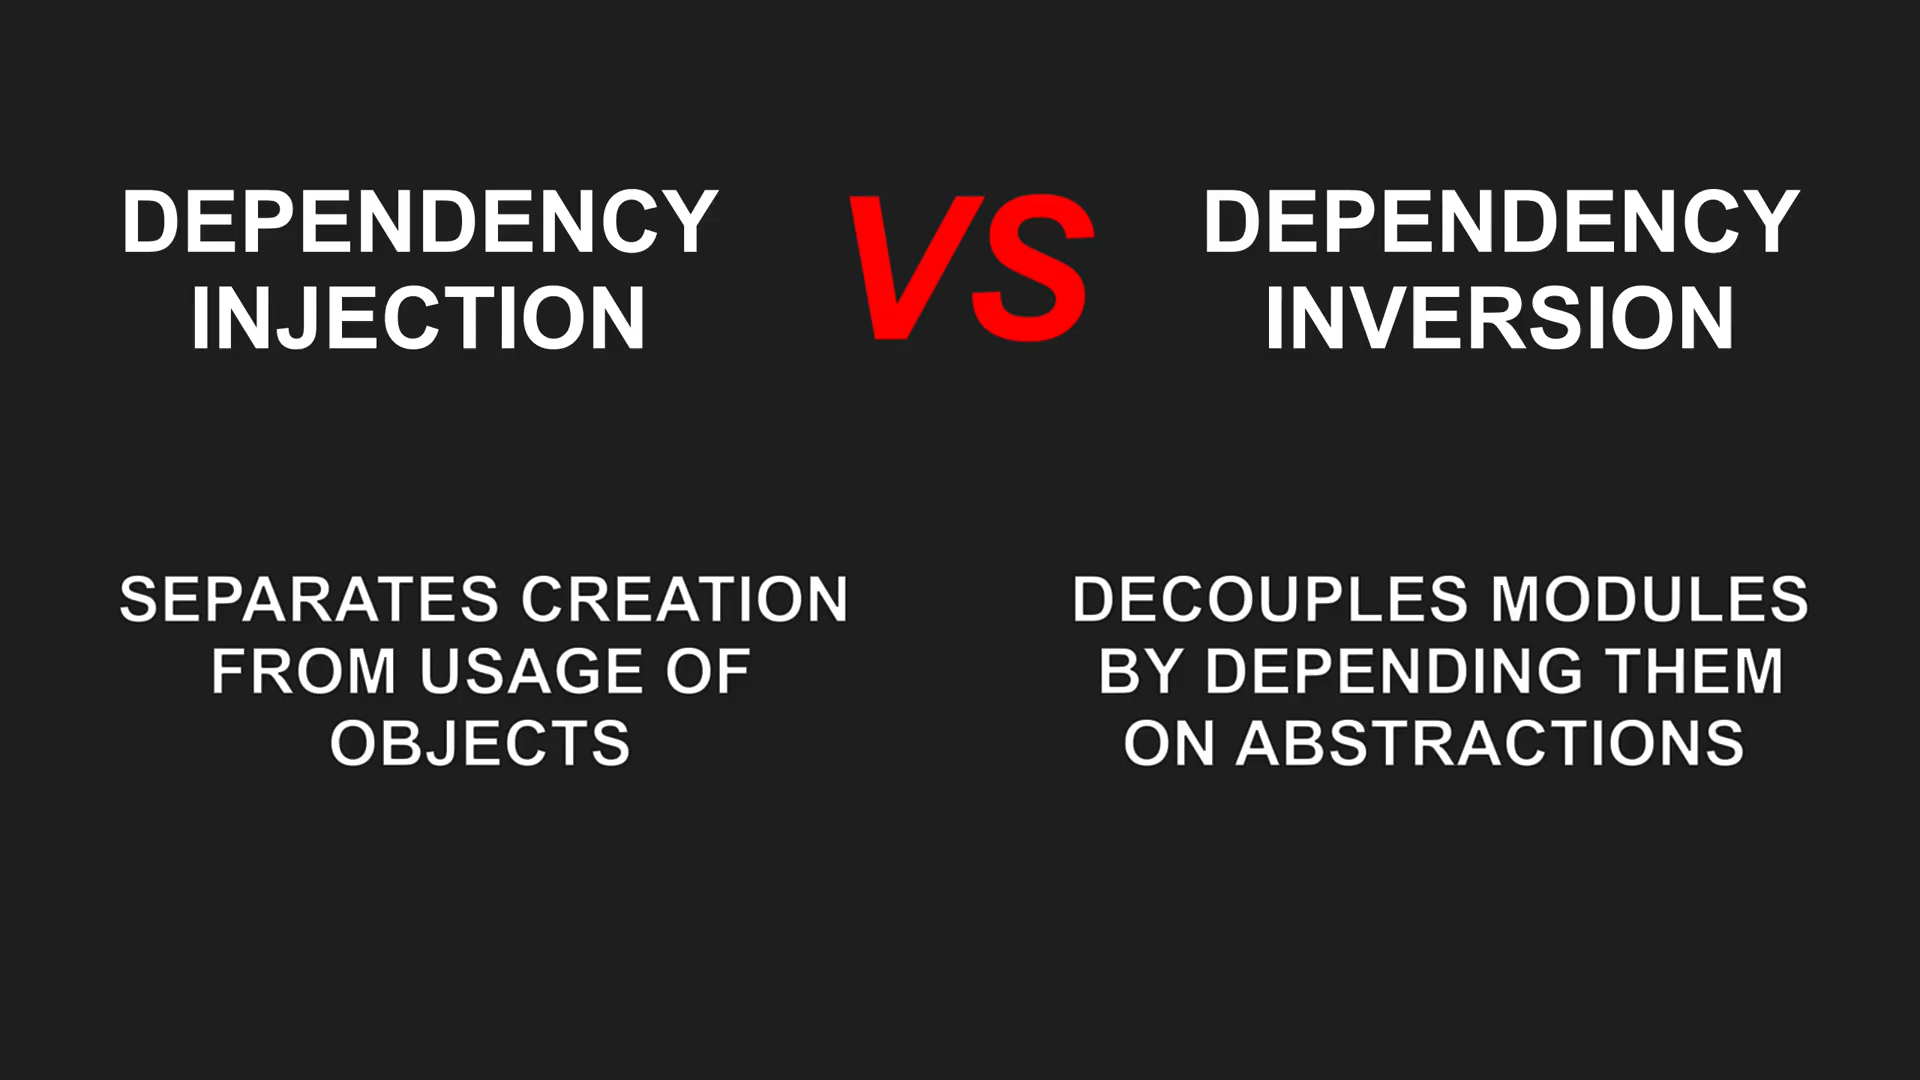 DEPENDENCY
INJECTION
VS
DEPENDENCY
INVERSION
SEPARATES CREATION
FROM USAGE OF
OBJECTS
DECOUPLES MODULES
BY DEPENDING THEM
ON ABSTRACTIONS